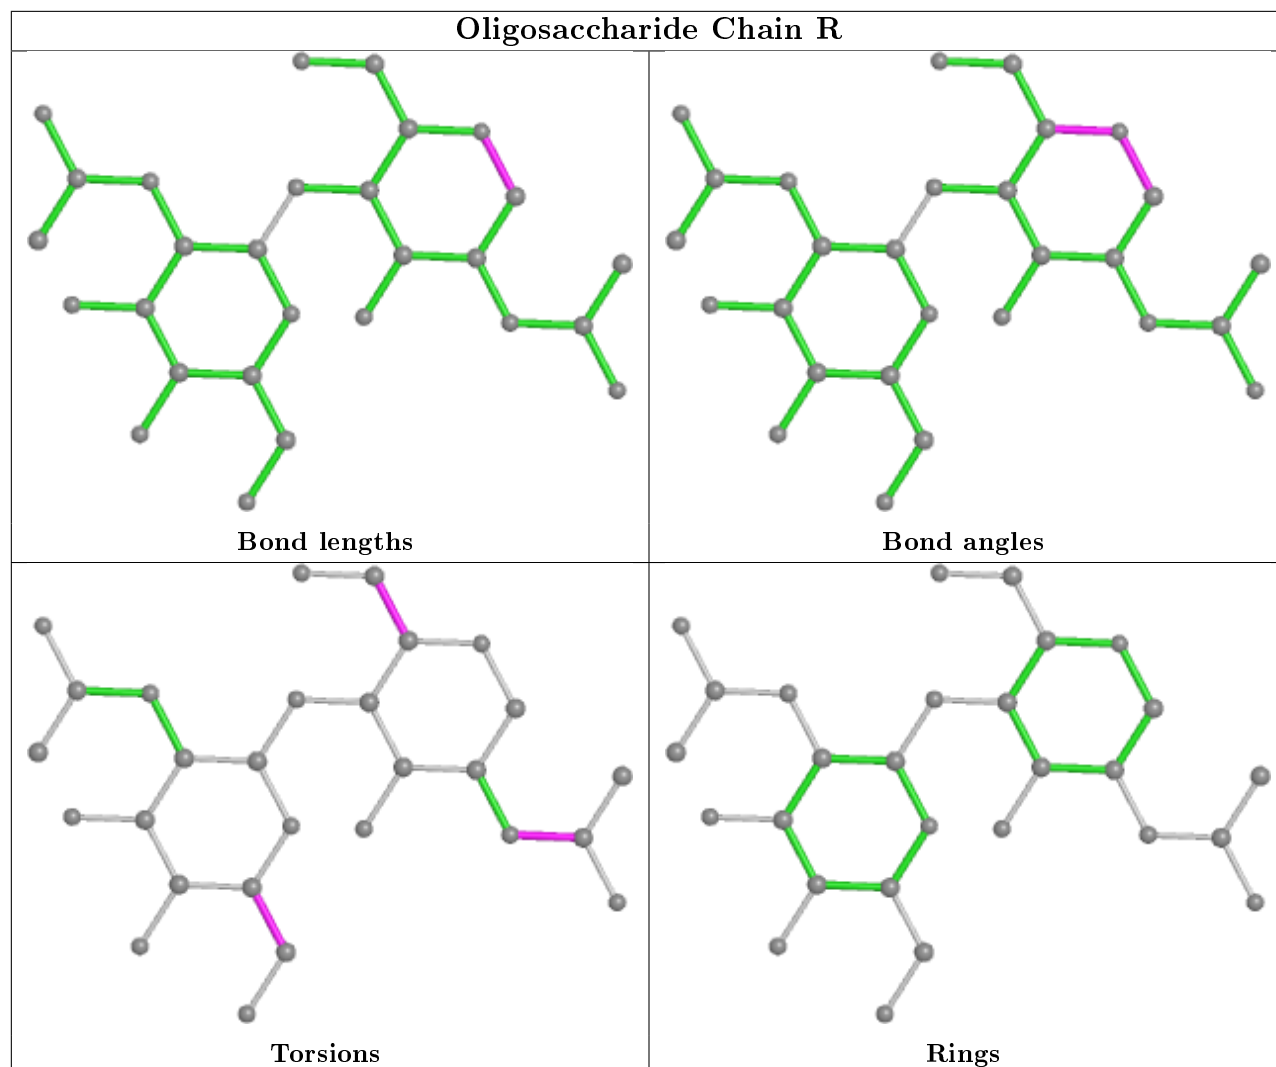 Oligosaccharide Chain R
Bond lengths
Bond angles
Torsions
Rings